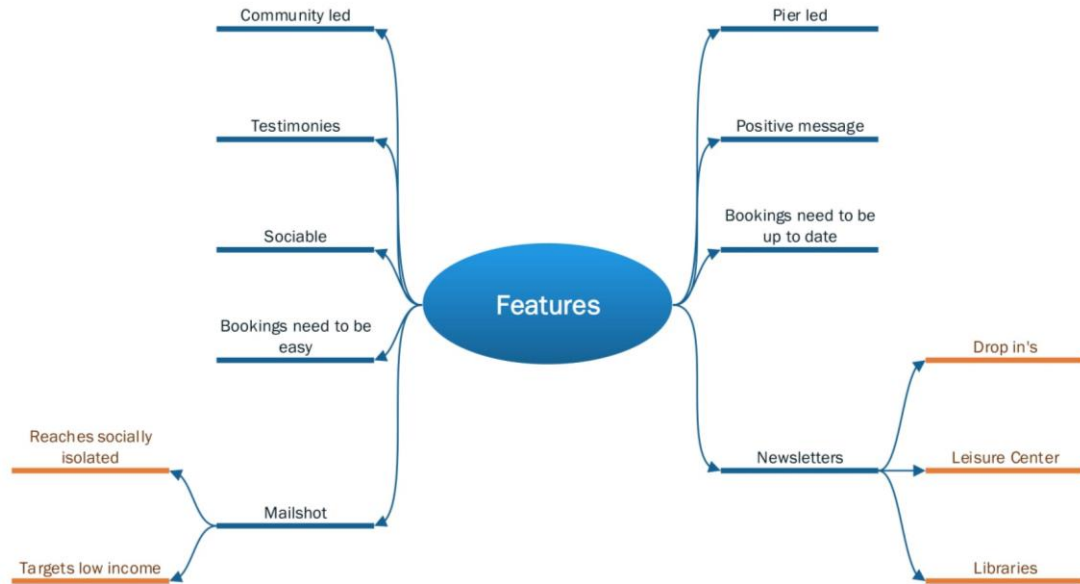 Community led
Pier led
Testimonies
Positive message
Sociable
Bookings need to be
up to date
Features
Bookings need to be
easy
Drop in's
Reaches socially
isolated
Newsletters
Leisure Center
Mailshot
Targets low income
Libraries